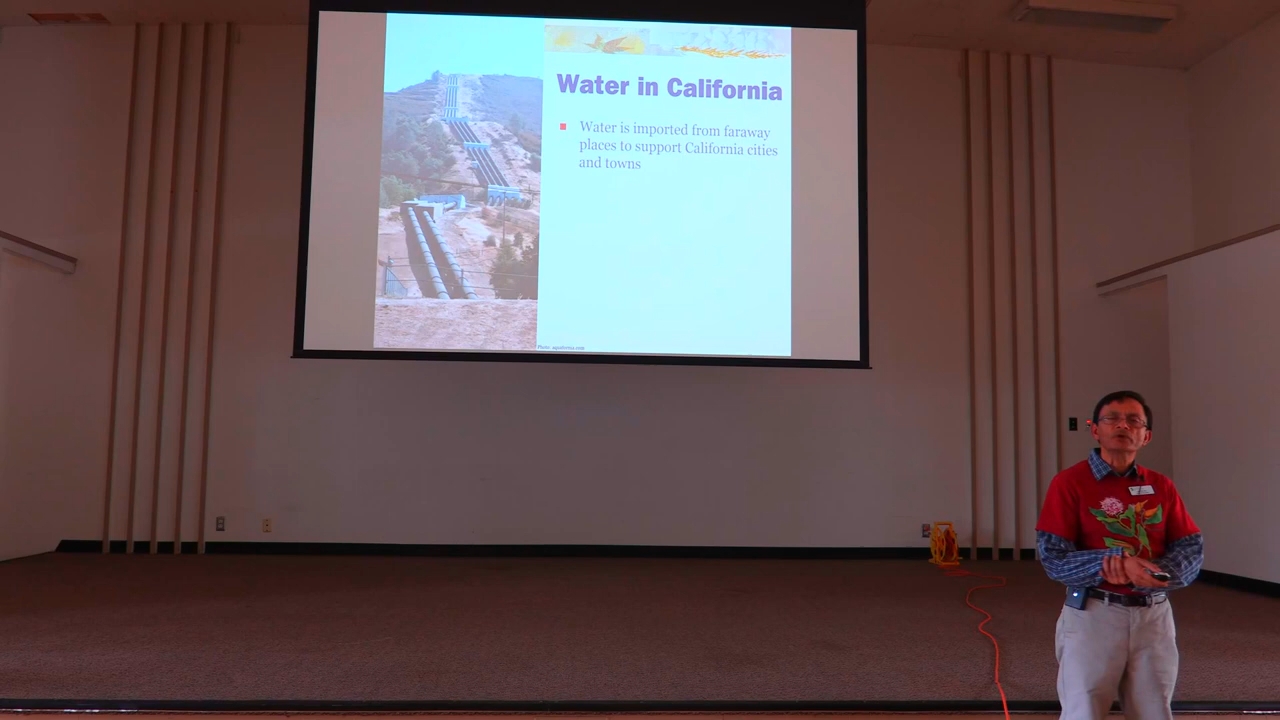 Water in California
Water is imported from faraway
places to support California cities
and towns